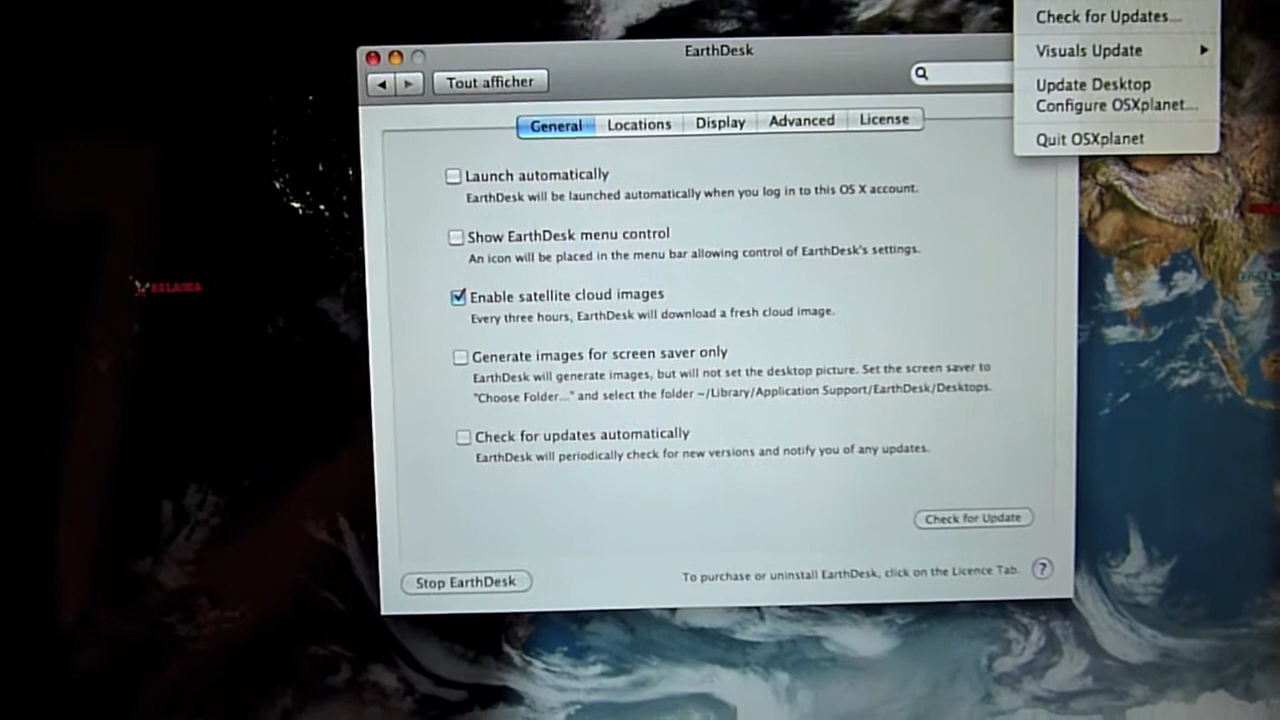 Check for Updates...
Visuals Update
Update Desktop
Configure OSXplanet...
Quit OSXplanet
EarthDesk
Tout afficher
General Locations Display Advanced License
Launch automatically
EarthDesk will be launched automatically when you log in to this OS X account.
Show EarthDesk menu control
An icon will be placed in the menu bar allowing control of EarthDesk's settings.
Enable satellite cloud images
Every three hours, EarthDesk will download a fresh cloud image.
Generate images for screen saver only
EarthDesk will generate images, but will not set the desktop picture. Set the screen saver to
"Choose Folder..." and select the folder ~/Library/Application Support/EarthDesk/Desktops.
Check for updates automatically
EarthDesk will periodically check for new versions and notify you of any updates.
Check for Update
Stop EarthDesk
To purchase or uninstall EarthDesk, click on the Licence Tab.
?